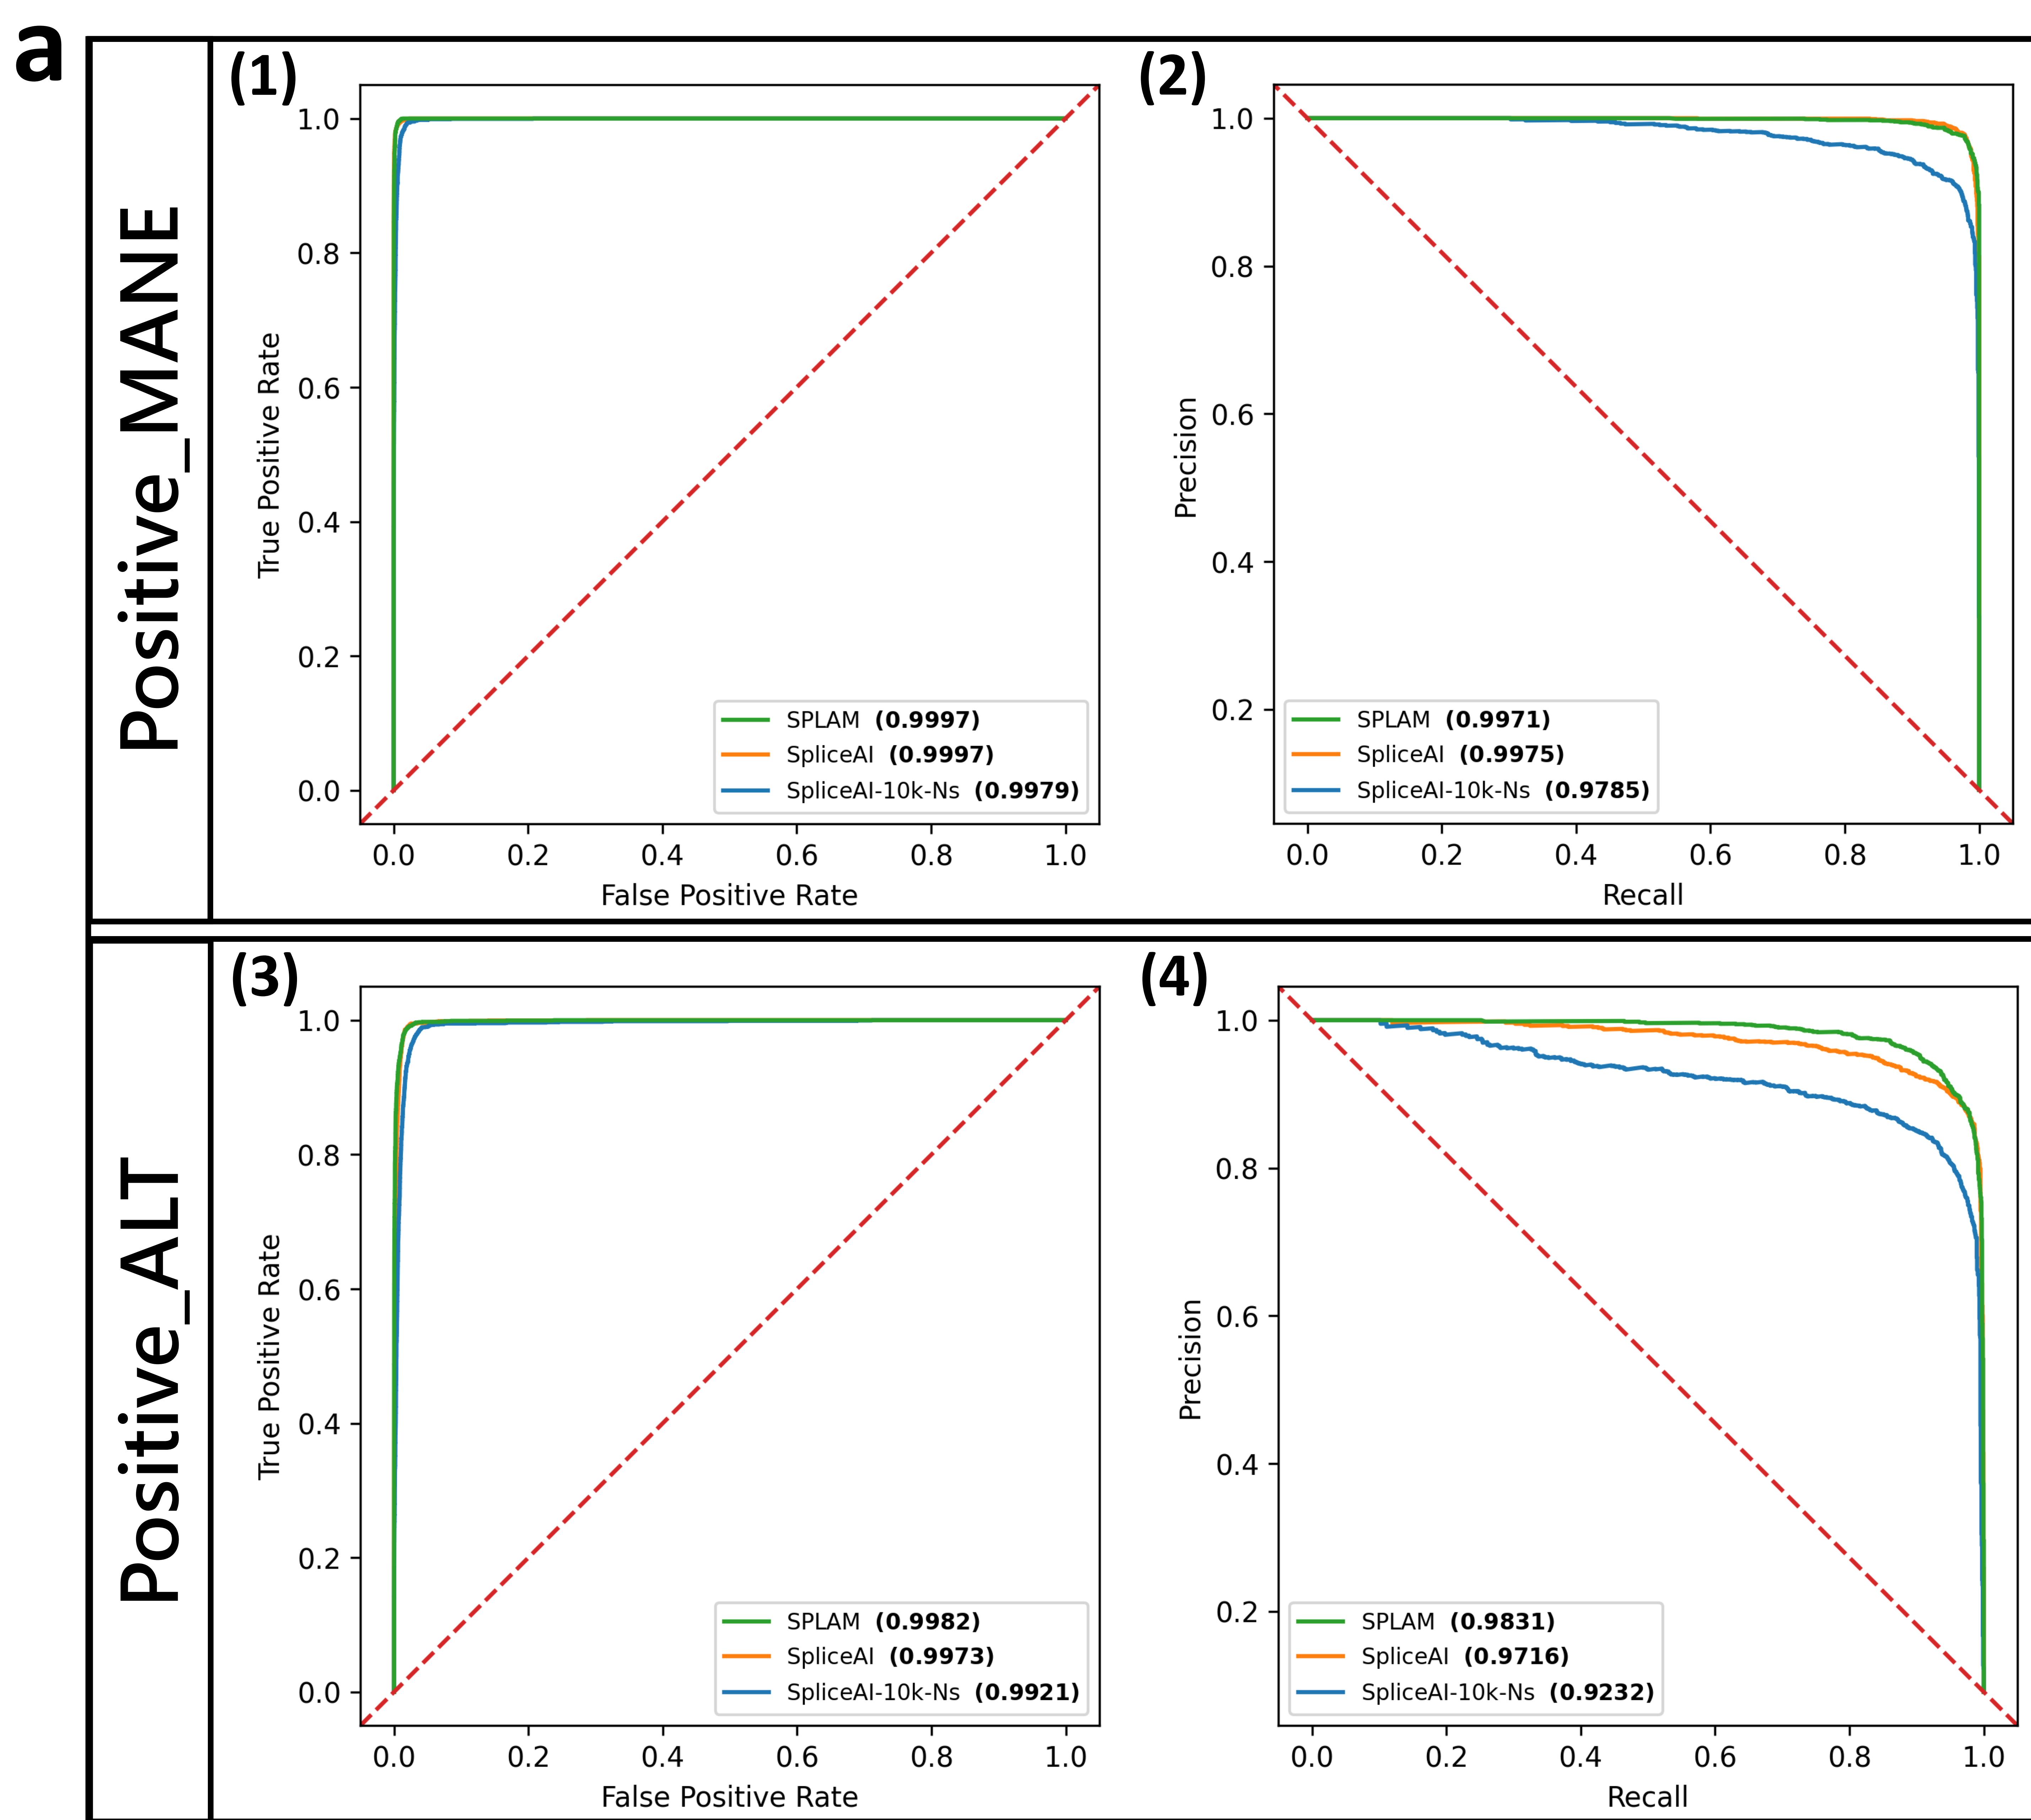 a
Positive_MANE
(1)
1.0
0.8
0.6
0.4
0.2
0.0
True Positive Rate
SPLAM (0.9997)
SpliceAI (0.9997)
SpliceAI-10k-Ns (0.9979)
0.0 0.2 0.4 0.6 0.8 1.0
False Positive Rate
(2)
1.0
0.8
0.6
0.4
0.2
Precision
SPLAM (0.9971)
SpliceAI (0.9975)
SpliceAI-10k-Ns (0.9785)
0.0 0.2 0.4 0.6 0.8 1.0
Recall
Positive_ALT
(3)
1.0
0.8
0.6
0.4
0.2
0.0
True Positive Rate
SPLAM (0.9982)
SpliceAI (0.9973)
SpliceAI-10k-Ns (0.9921)
0.0 0.2 0.4 0.6 0.8 1.0
False Positive Rate
(4)
1.0
0.8
0.6
0.4
0.2
Precision
SPLAM (0.9831)
SpliceAI (0.9716)
SpliceAI-10k-Ns (0.9232)
0.0 0.2 0.4 0.6 0.8 1.0
Recall